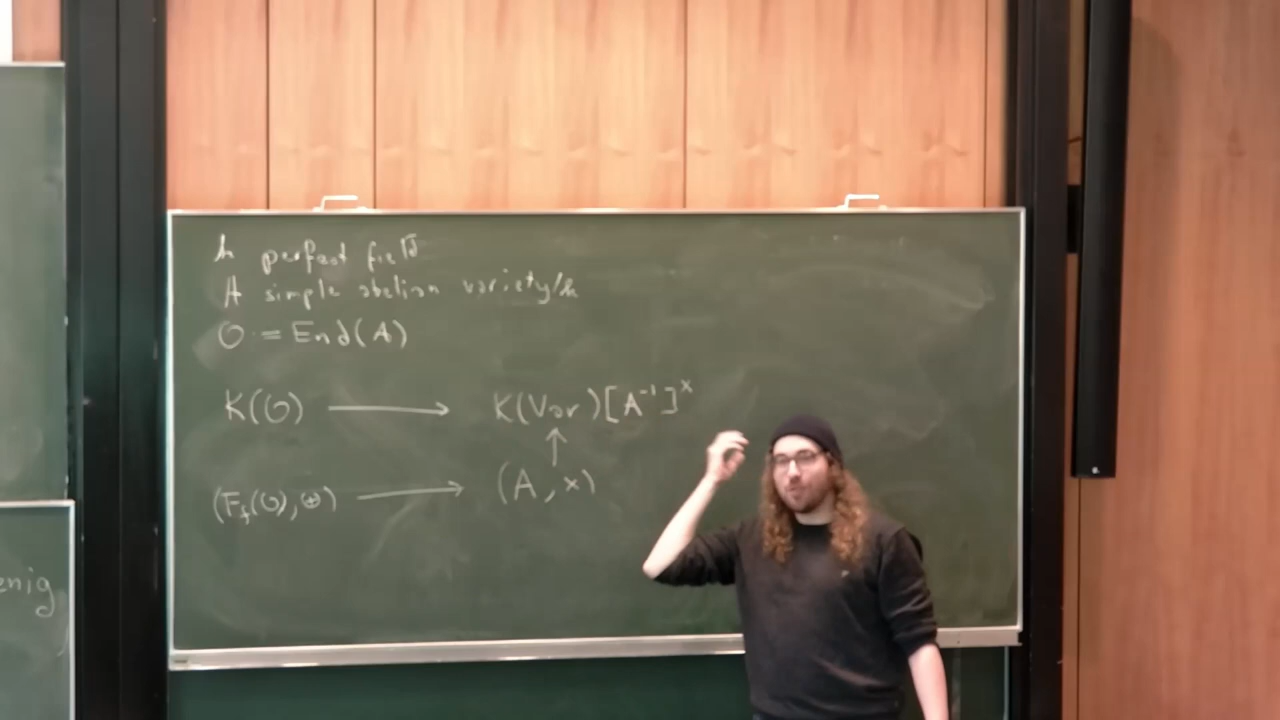 k perfect field
A simple abelian variety/k
O := End(A)
K(O) ⟶ K(Var)[A⁻¹]ˣ
↑
(F_f(O), ⊕) ⟶ (A, ×)
enig